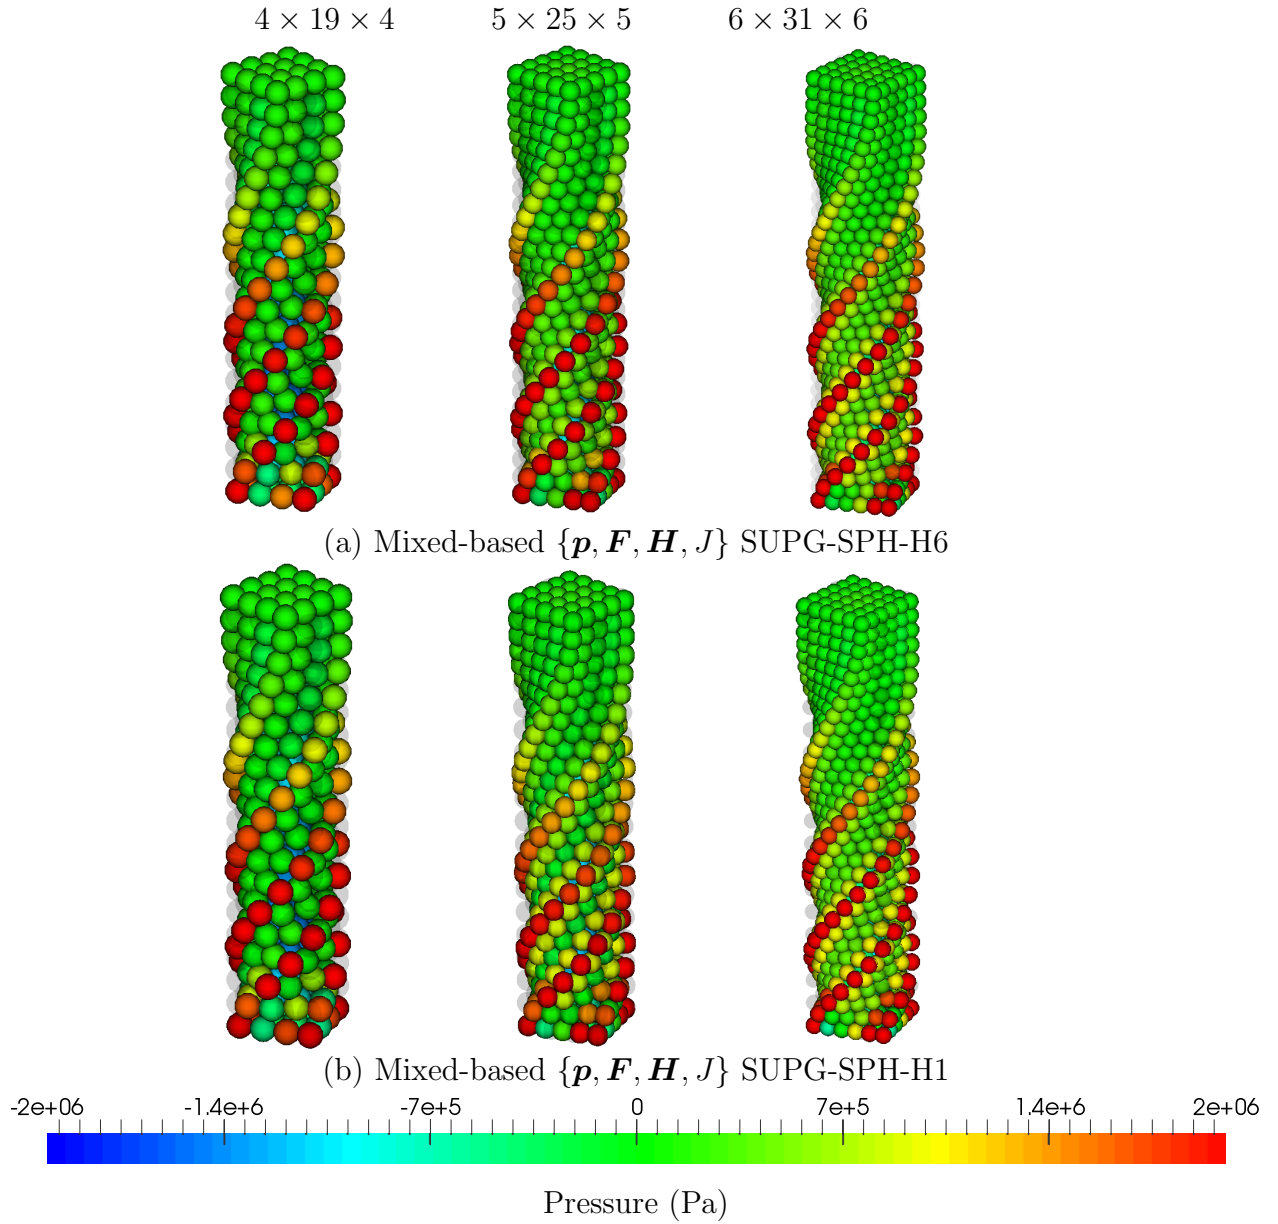 4 × 19 × 4 5 × 25 × 5 6 × 31 × 6
(a) Mixed-based {p, F, H, J} SUPG-SPH-H6
(b) Mixed-based {p, F, H, J} SUPG-SPH-H1
-2e+06 -1.4e+6 -7e+5 0 7e+5 1.4e+6 2e+06
Pressure (Pa)